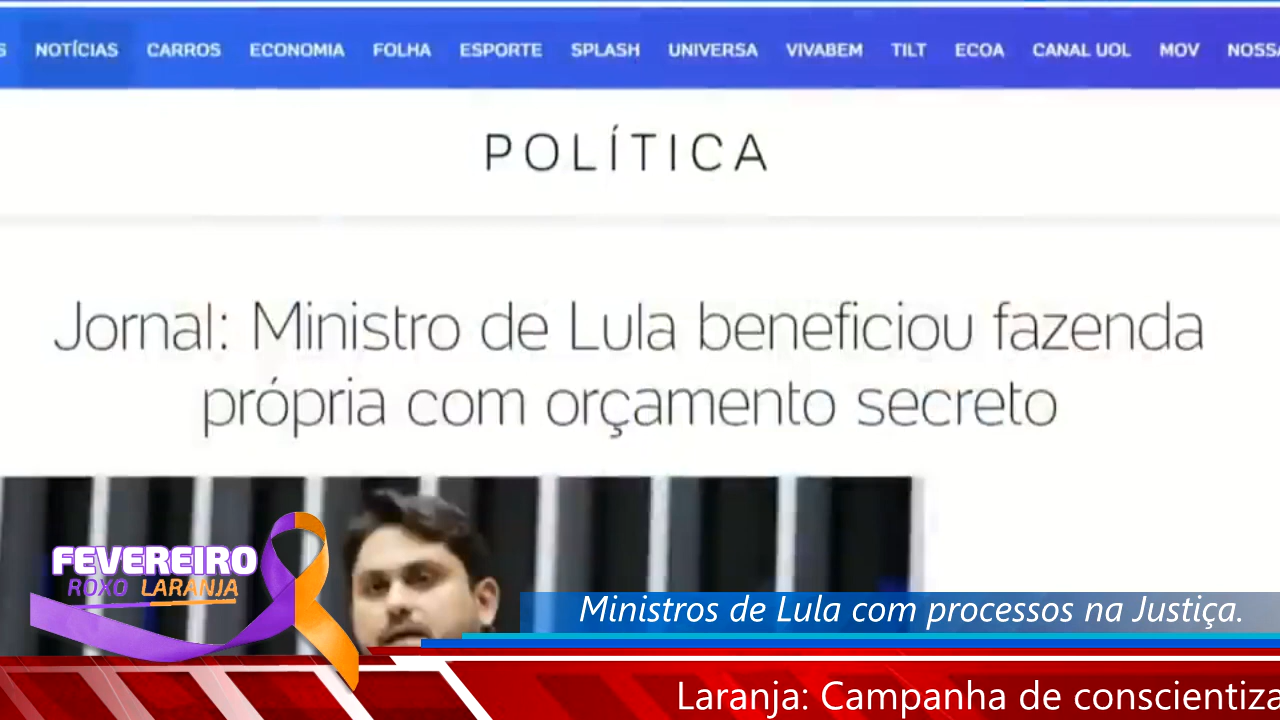 S NOTÍCIAS CARROS ECONOMIA FOLHA ESPORTE SPLASH UNIVERSA VIVABEM TILT ECOA CANAL UOL MOV NOSSA
POLÍTICA
Jornal: Ministro de Lula beneficiou fazenda
própria com orçamento secreto
FEVEREIRO
ROXO LARANJA
Ministros de Lula com processos na Justiça.
Laranja: Campanha de conscientiza